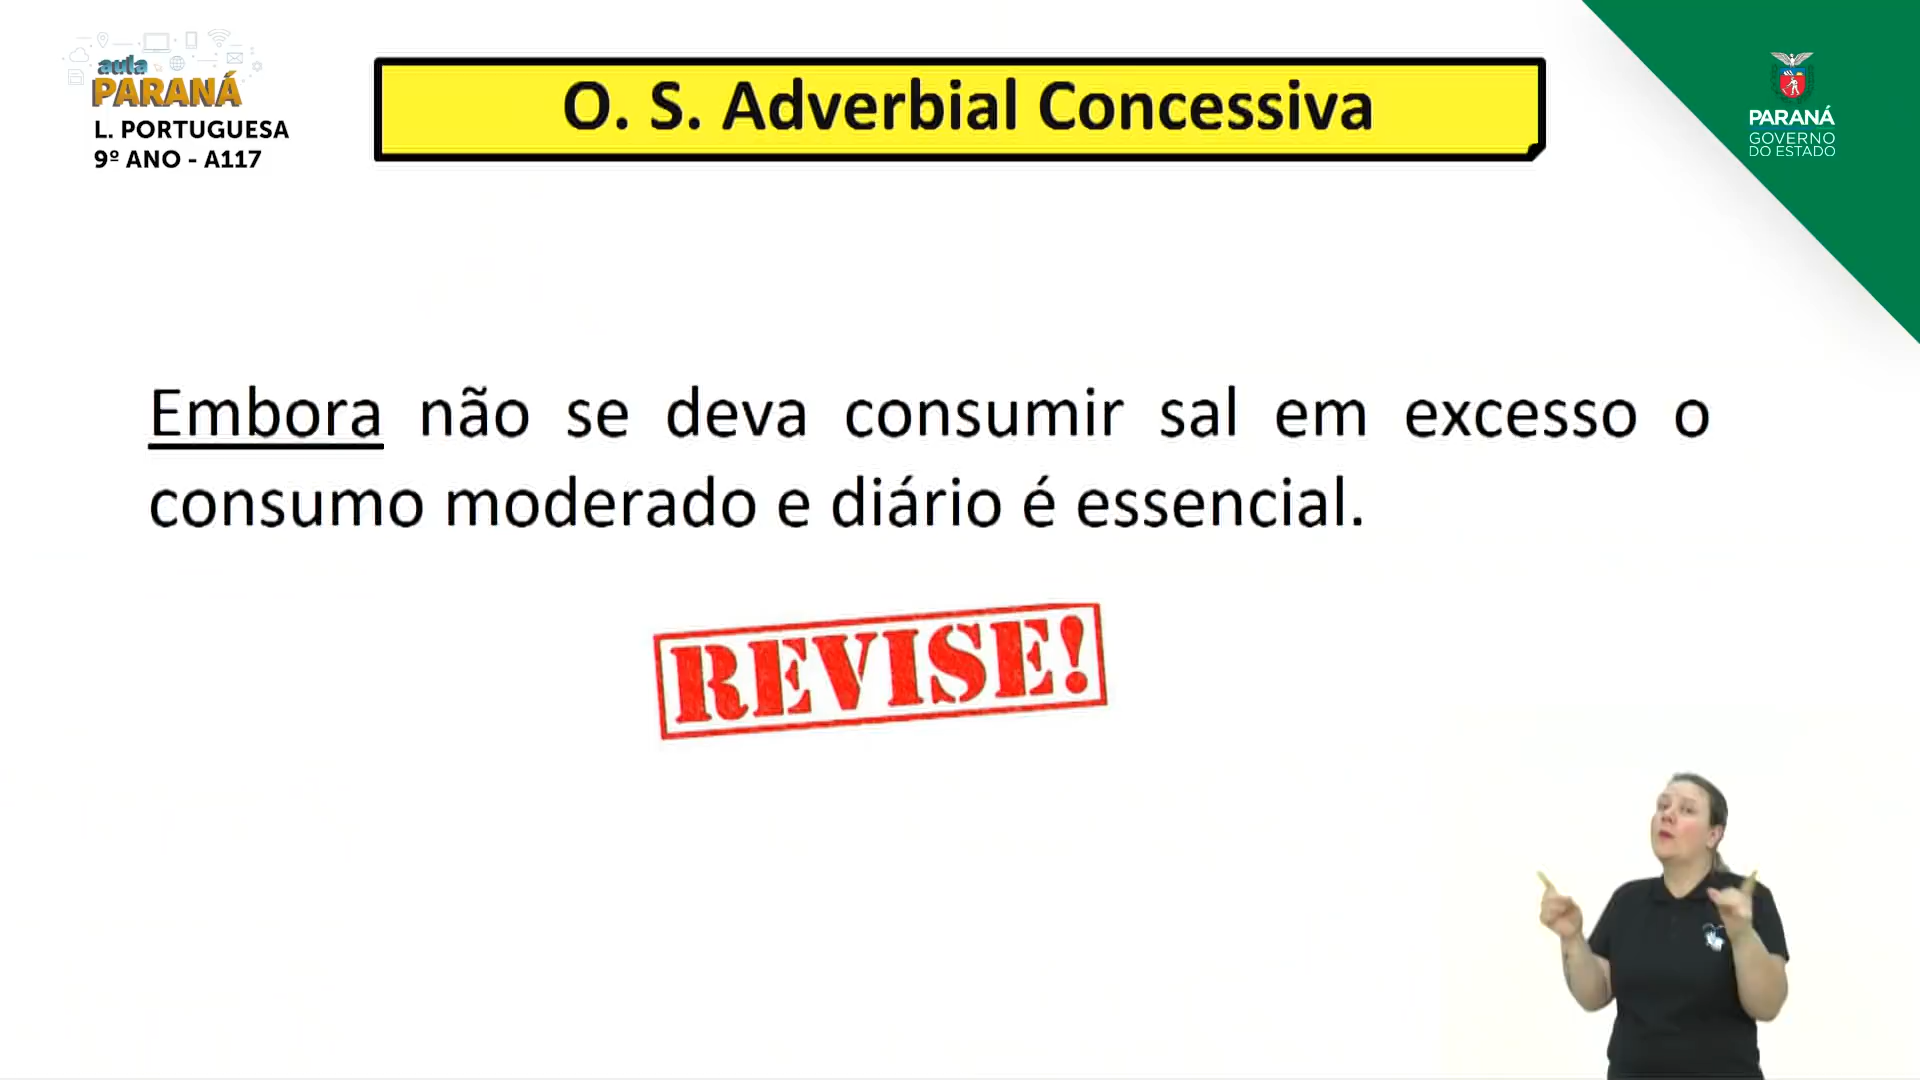 aula
PARANÁ
L. PORTUGUESA
9º ANO - A117
O. S. Adverbial Concessiva
PARANÁ
GOVERNO
DO ESTADO
Embora não se deva consumir sal em excesso o
consumo moderado e diário é essencial.
REVISE!